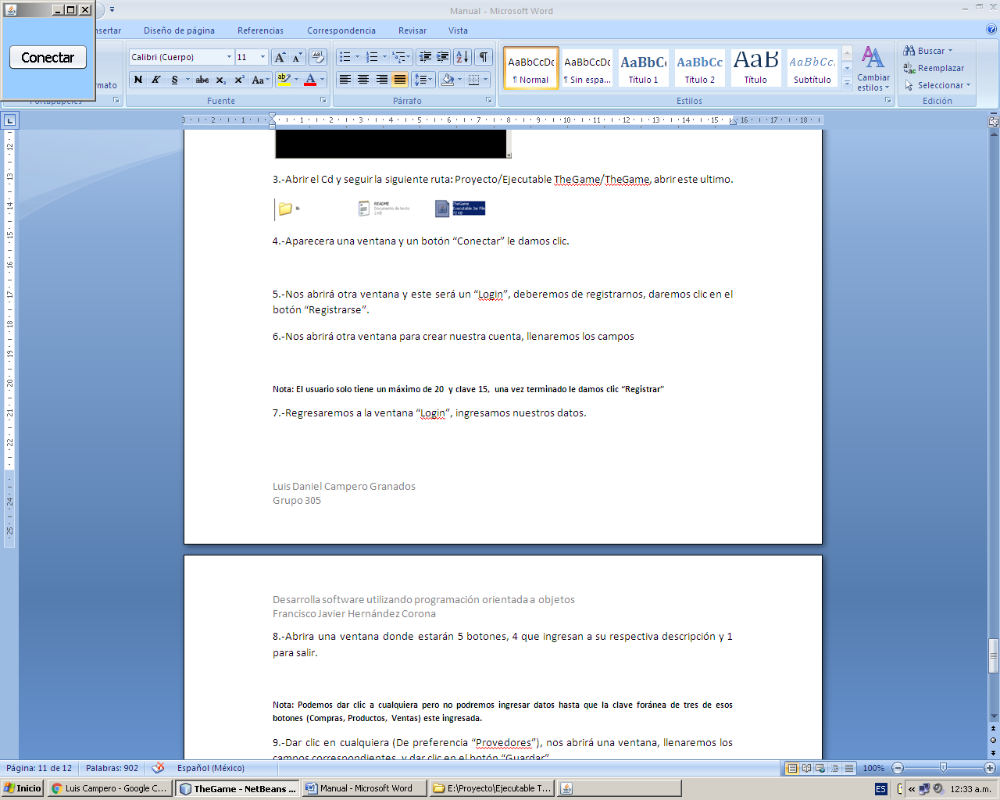 Manual - Microsoft Word
Conectar
nsertar Diseño de página Referencias Correspondencia Revisar Vista
Calibri (Cuerpo) 11
Buscar
Reemplazar
Seleccionar
AaBbCcDc AaBbCcDc AaBbCc AaBbCc AaB AaBbCc.
¶ Normal ¶ Sin espa... Título 1 Título 2 Título Subtítulo
Cambiar
estilos
ormato
Portapapeles Fuente Párrafo Estilos Edición
3.-Abrir el Cd y seguir la siguiente ruta: Proyecto/Ejecutable TheGame/TheGame, abrir este ultimo.
lib
README
Documento de texto
2 KB
TheGame
Executable Jar File
72 KB
4.-Aparecera una ventana y un botón “Conectar” le damos clic.
5.-Nos abrirá otra ventana y este será un “Login”, deberemos de registrarnos, daremos clic en el
botón “Registrarse”.
6.-Nos abrirá otra ventana para crear nuestra cuenta, llenaremos los campos
Nota: El usuario solo tiene un máximo de 20 y clave 15, una vez terminado le damos clic “Registrar”
7.-Regresaremos a la ventana “Login”, ingresamos nuestros datos.
Luis Daniel Campero Granados
Grupo 305
Desarrolla software utilizando programación orientada a objetos
Francisco Javier Hernández Corona
8.-Abrira una ventana donde estarán 5 botones, 4 que ingresan a su respectiva descripción y 1
para salir.
Nota: Podemos dar clic a cualquiera pero no podremos ingresar datos hasta que la clave foránea de tres de esos
botones (Compras, Productos, Ventas) este ingresada.
9.-Dar clic en cualquiera (De preferencia “Provedores”), nos abrirá una ventana, llenaremos los
campos correspondientes y dar clic en el botón “Guardar”
Página: 11 de 12 Palabras: 902 Español (México) 100%
Inicio Luis Campero - Google C... TheGame - NetBeans ... Manual - Microsoft Word E:\Proyecto\Ejecutable T... ES 12:33 a.m.